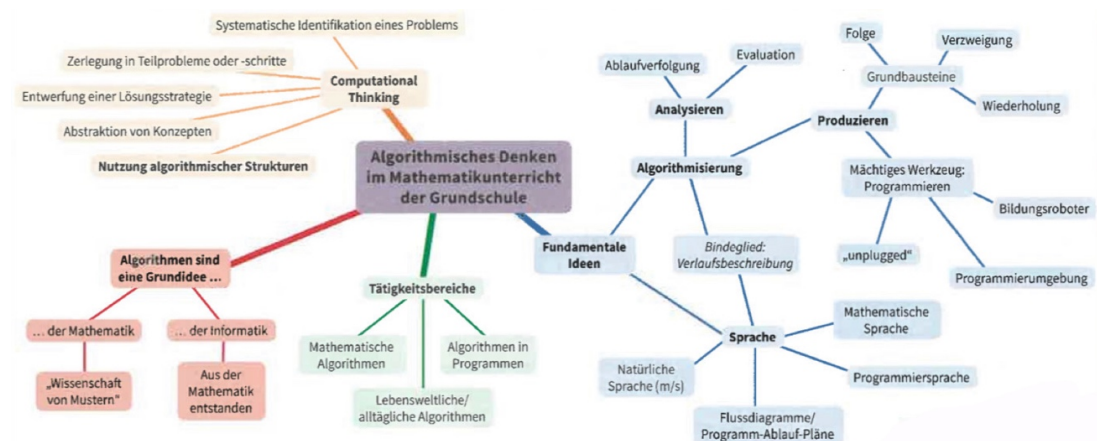 Systematische Identifikation eines Problems
Zerlegung in Teilprobleme oder -schritte
Entwerfung einer Lösungsstrategie
Abstraktion von Konzepten
Nutzung algorithmischer Strukturen
Computational
Thinking
Algorithmisches Denken
im Mathematikunterricht
der Grundschule
Algorithmen sind
eine Grundidee ...
... der Mathematik
„Wissenschaft
von Mustern“
... der Informatik
Aus der
Mathematik
entstanden
Tätigkeitsbereiche
Mathematische
Algorithmen
Lebensweltliche/
alltägliche Algorithmen
Algorithmen in
Programmen
Fundamentale
Ideen
Algorithmisierung
Analysieren
Ablaufverfolgung
Evaluation
Produzieren
Grundbausteine
Folge
Verzweigung
Wiederholung
Mächtiges Werkzeug:
Programmieren
Bildungsroboter
„unplugged“
Programmierumgebung
Bindeglied:
Verlaufsbeschreibung
Sprache
Mathematische
Sprache
Programmiersprache
Natürliche
Sprache (m/s)
Flussdiagramme/
Programm-Ablauf-Pläne